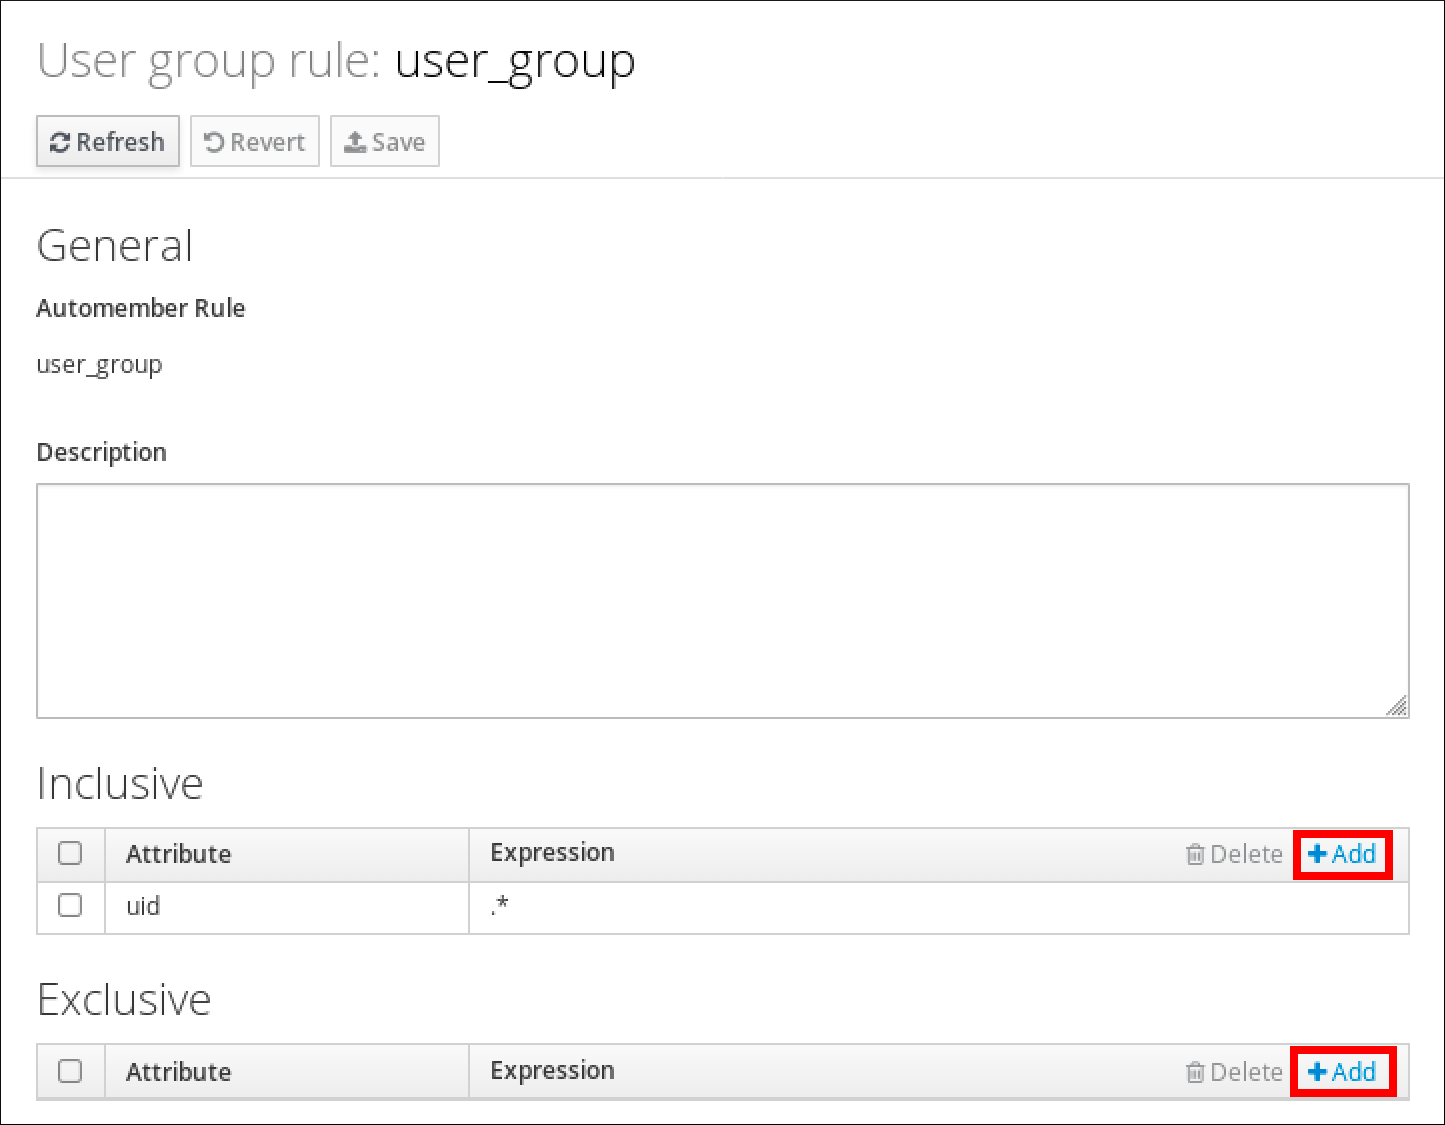 User group rule: user_group
Refresh Revert Save
General
Automember Rule
user_group
Description
Inclusive
Attribute Expression Delete Add
uid .*
Exclusive
Attribute Expression Delete Add